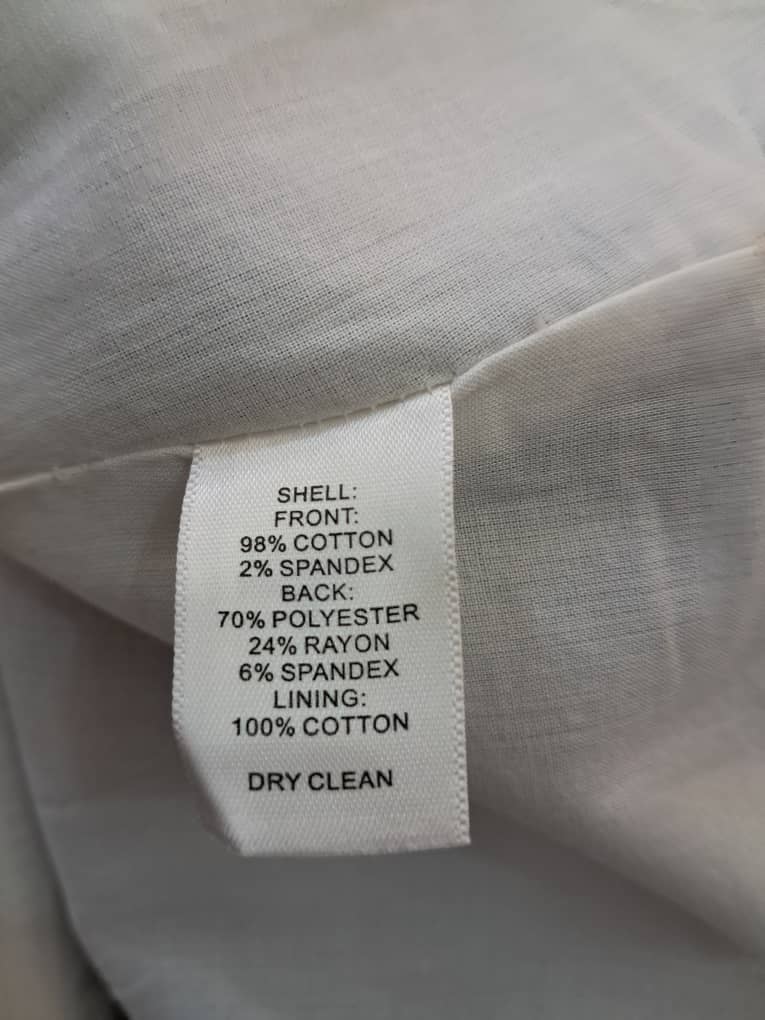 SHELL:
FRONT:
98% COTTON
2% SPANDEX
BACK:
70% POLYESTER
24% RAYON
6% SPANDEX
LINING:
100% COTTON
DRY CLEAN